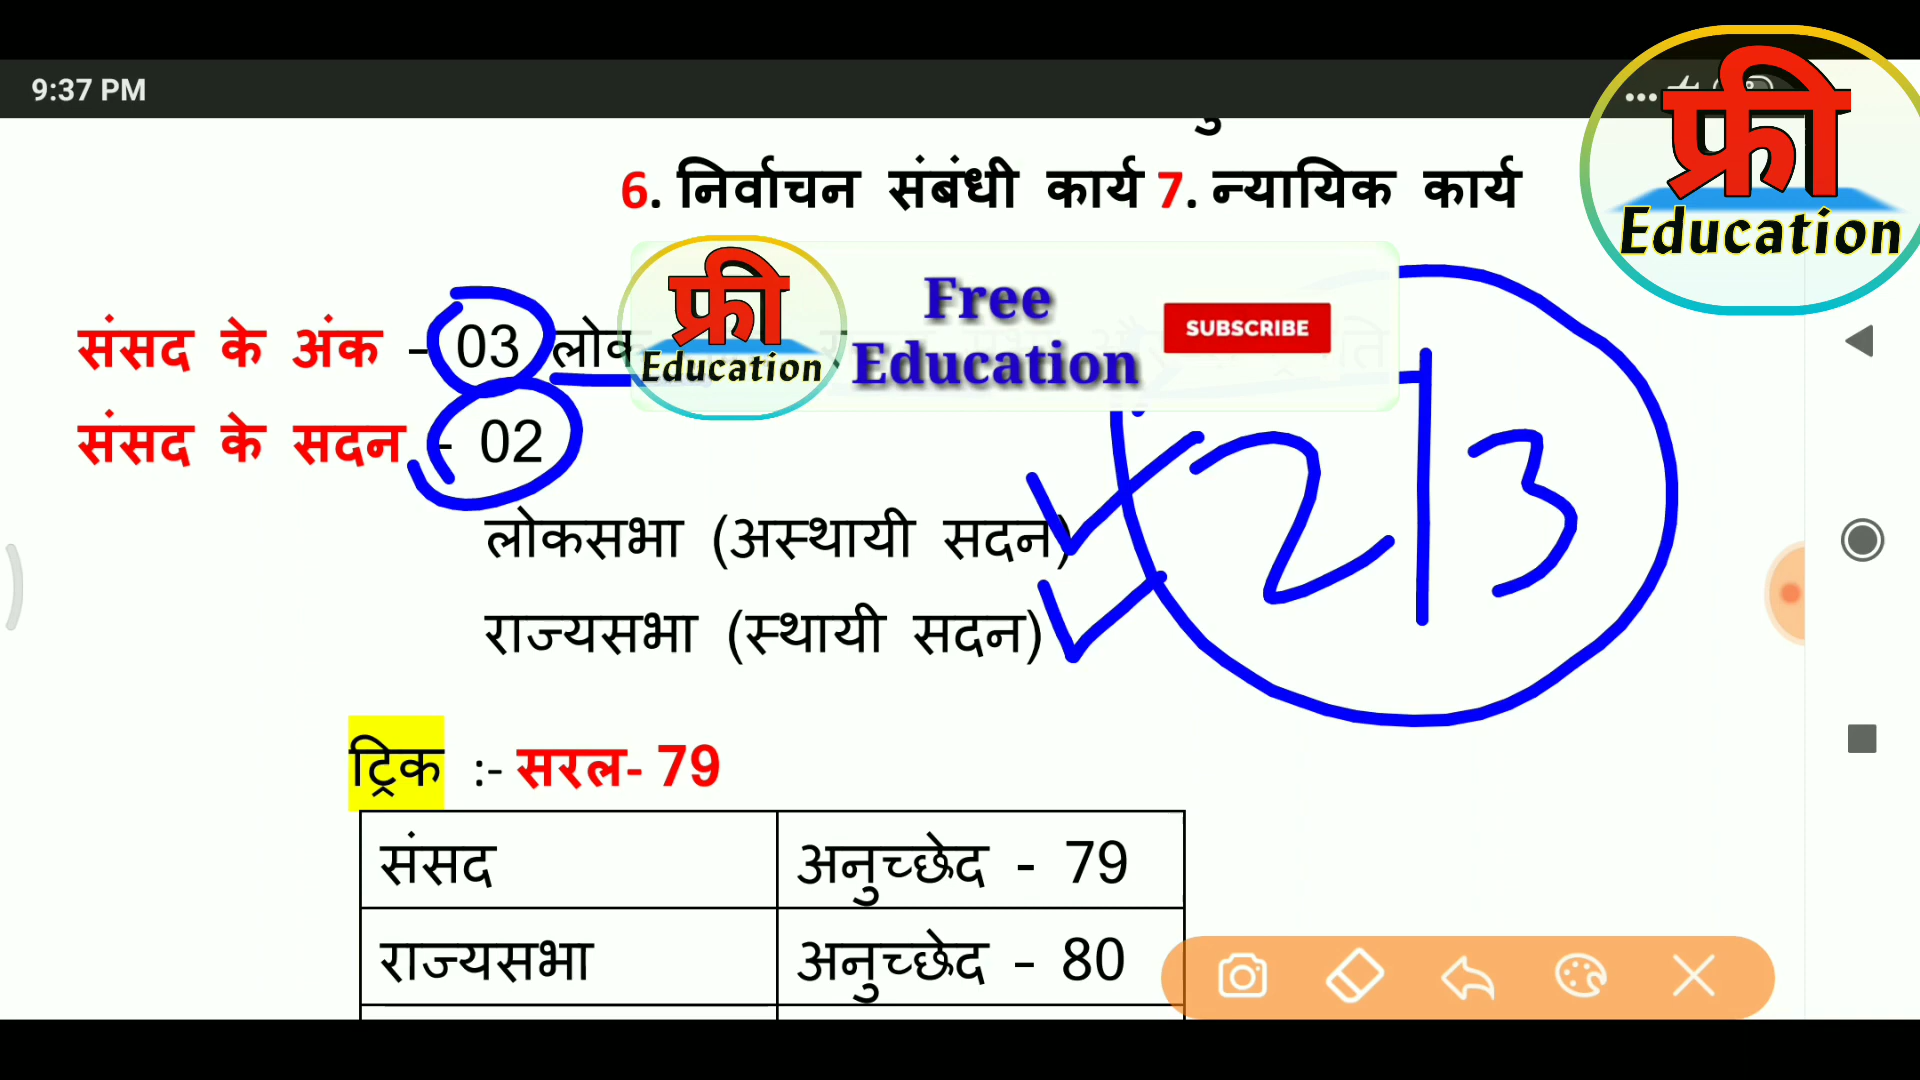 9:37 PM
फ्री
Education
6. निर्वाचन संबंधी कार्य 7. न्यायिक कार्य
संसद के अंक - 03
फ्री
Education
Free
Education
SUBSCRIBE
संसद के सदन - 02
लोकसभा (अस्थायी सदन)
राज्यसभा (स्थायी सदन)
2 | 3
ट्रिक :- सरल- 79
संसद अनुच्छेद - 79
राज्यसभा अनुच्छेद - 80